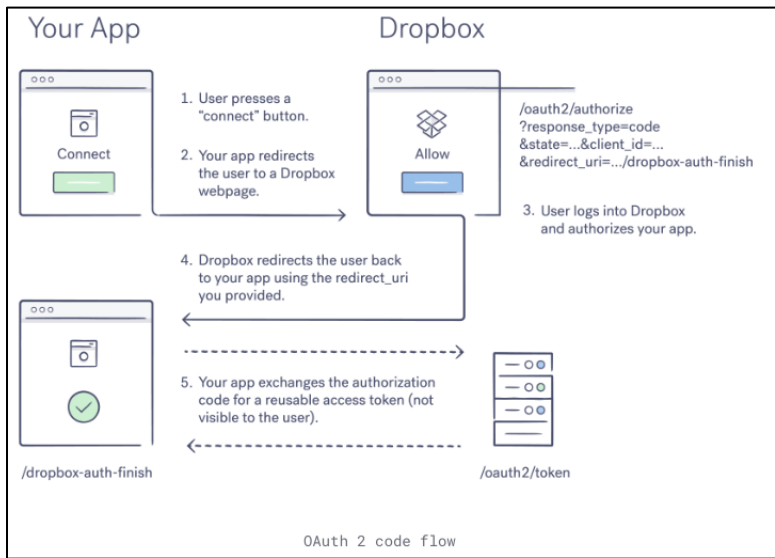 Your App
Dropbox
Connect
1. User presses a
"connect" button.
2. Your app redirects
the user to a Dropbox
webpage.
Allow
/oauth2/authorize
?response_type=code
&state=...&client_id=...
&redirect_uri=.../dropbox-auth-finish
3. User logs into Dropbox
and authorizes your app.
4. Dropbox redirects the user back
to your app using the redirect_uri
you provided.
5. Your app exchanges the authorization
code for a reusable access token (not
visible to the user).
/dropbox-auth-finish
/oauth2/token
OAuth 2 code flow